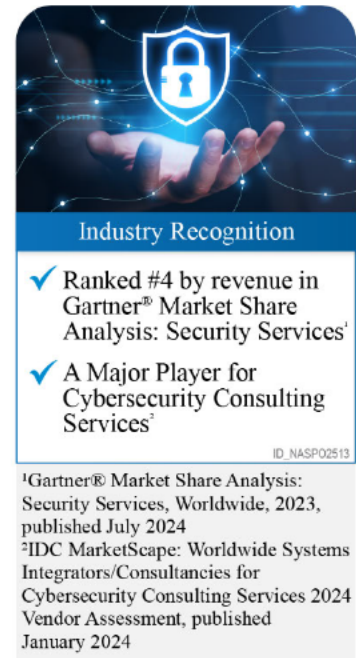 Industry Recognition
Ranked #4 by revenue in
Gartner® Market Share
Analysis: Security Services¹
A Major Player for
Cybersecurity Consulting
Services²
ID_NASPO2513
¹Gartner® Market Share Analysis:
Security Services, Worldwide, 2023,
published July 2024
²IDC MarketScape: Worldwide Systems
Integrators/Consultancies for
Cybersecurity Consulting Services 2024
Vendor Assessment, published
January 2024